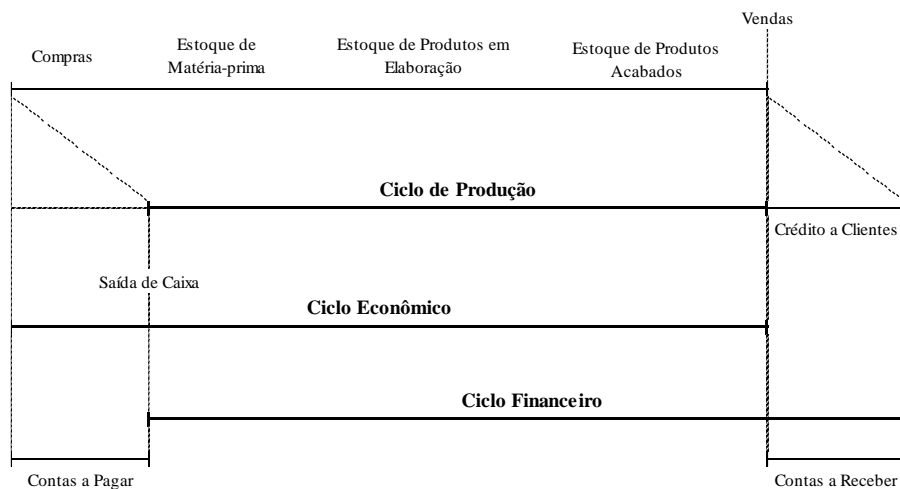 Vendas
Compras
Estoque de
Matéria-prima
Estoque de Produtos em
Elaboração
Estoque de Produtos
Acabados
Ciclo de Produção
Crédito a Clientes
Saída de Caixa
Ciclo Econômico
Ciclo Financeiro
Contas a Pagar
Contas a Receber